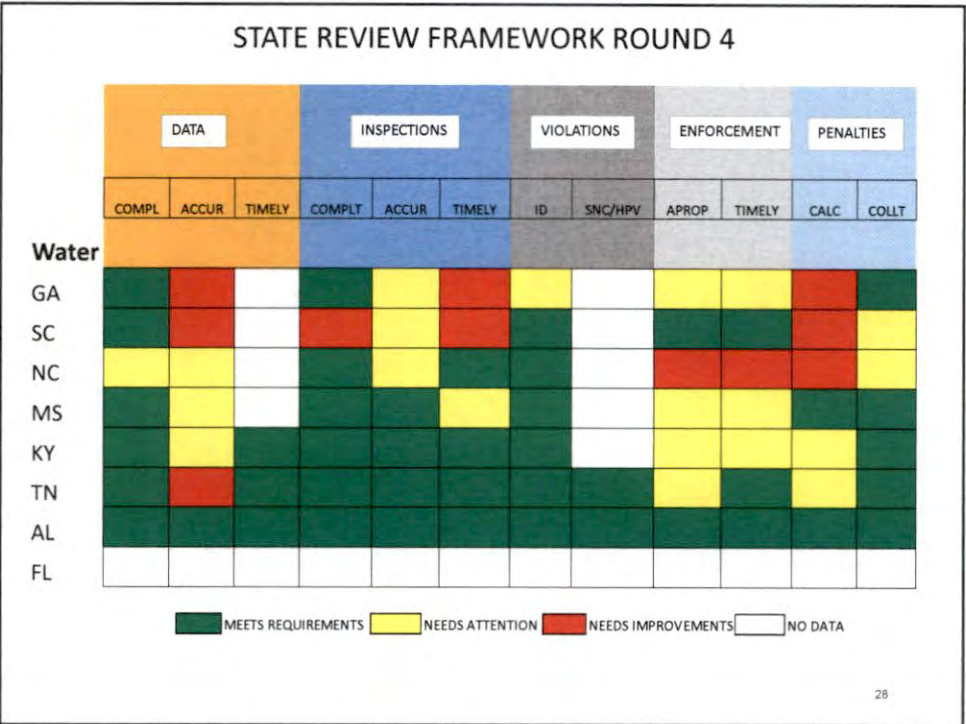 STATE REVIEW FRAMEWORK ROUND 4
DATA INSPECTIONS VIOLATIONS ENFORCEMENT PENALTIES
COMPL ACCUR TIMELY COMPLT ACCUR TIMELY ID SNC/HPV APROP TIMELY CALC COLLT
Water
GA
SC
NC
MS
KY
TN
AL
FL
MEETS REQUIREMENTS NEEDS ATTENTION NEEDS IMPROVEMENTS NO DATA
28